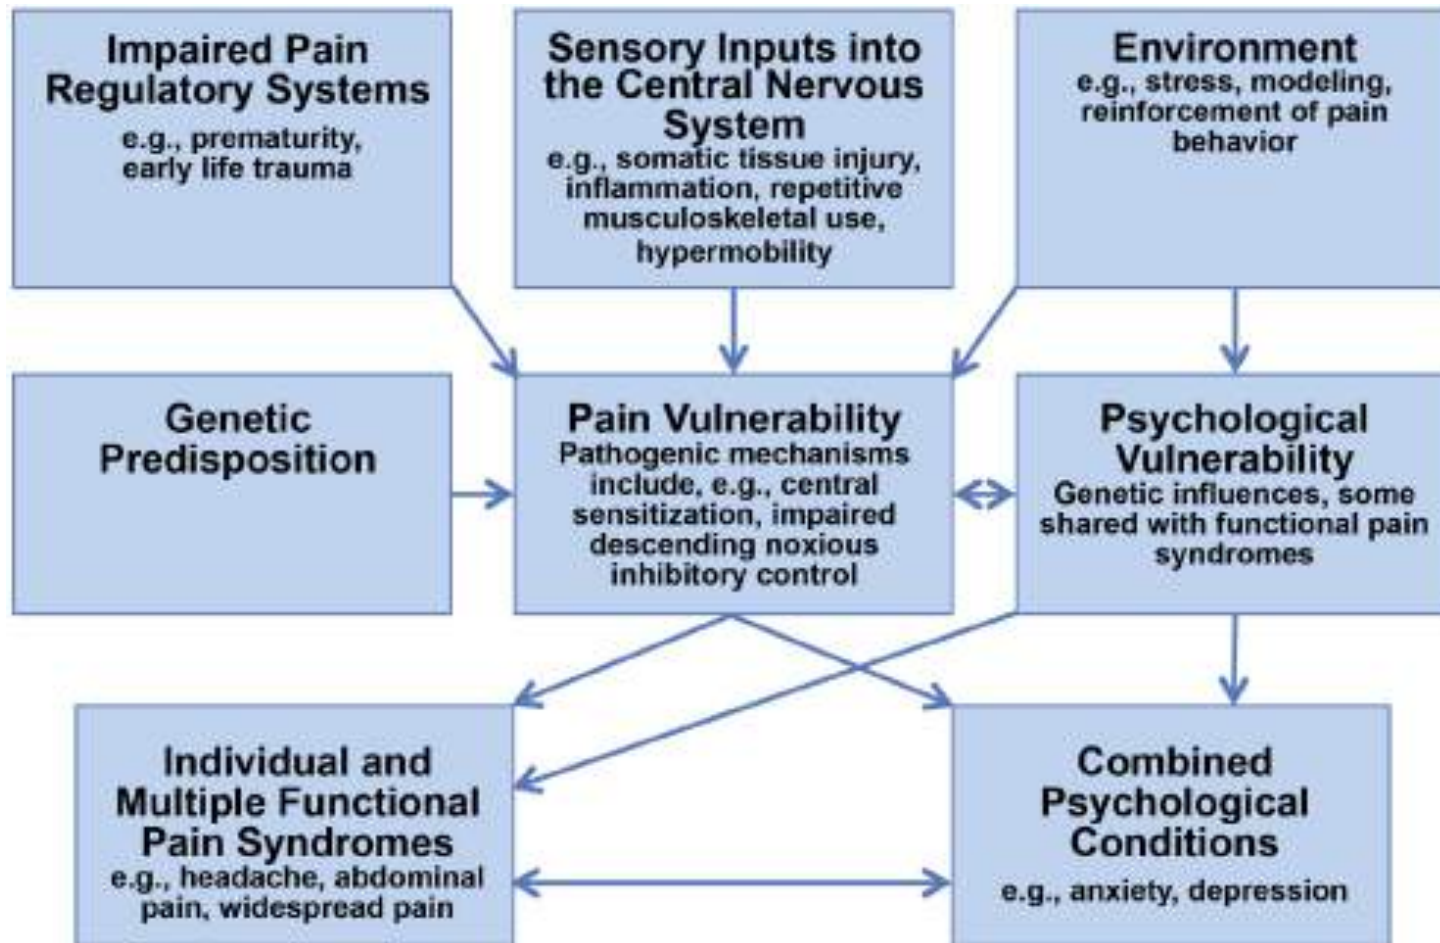 Impaired Pain
Regulatory Systems
e.g., prematurity,
early life trauma
Sensory Inputs into
the Central Nervous
System
e.g., somatic tissue injury,
inflammation, repetitive
musculoskeletal use,
hypermobility
Environment
e.g., stress, modeling,
reinforcement of pain
behavior
Genetic
Predisposition
Pain Vulnerability
Pathogenic mechanisms
include, e.g., central
sensitization, impaired
descending noxious
inhibitory control
Psychological
Vulnerability
Genetic influences, some
shared with functional pain
syndromes
Individual and
Multiple Functional
Pain Syndromes
e.g., headache, abdominal
pain, widespread pain
Combined
Psychological
Conditions
e.g., anxiety, depression